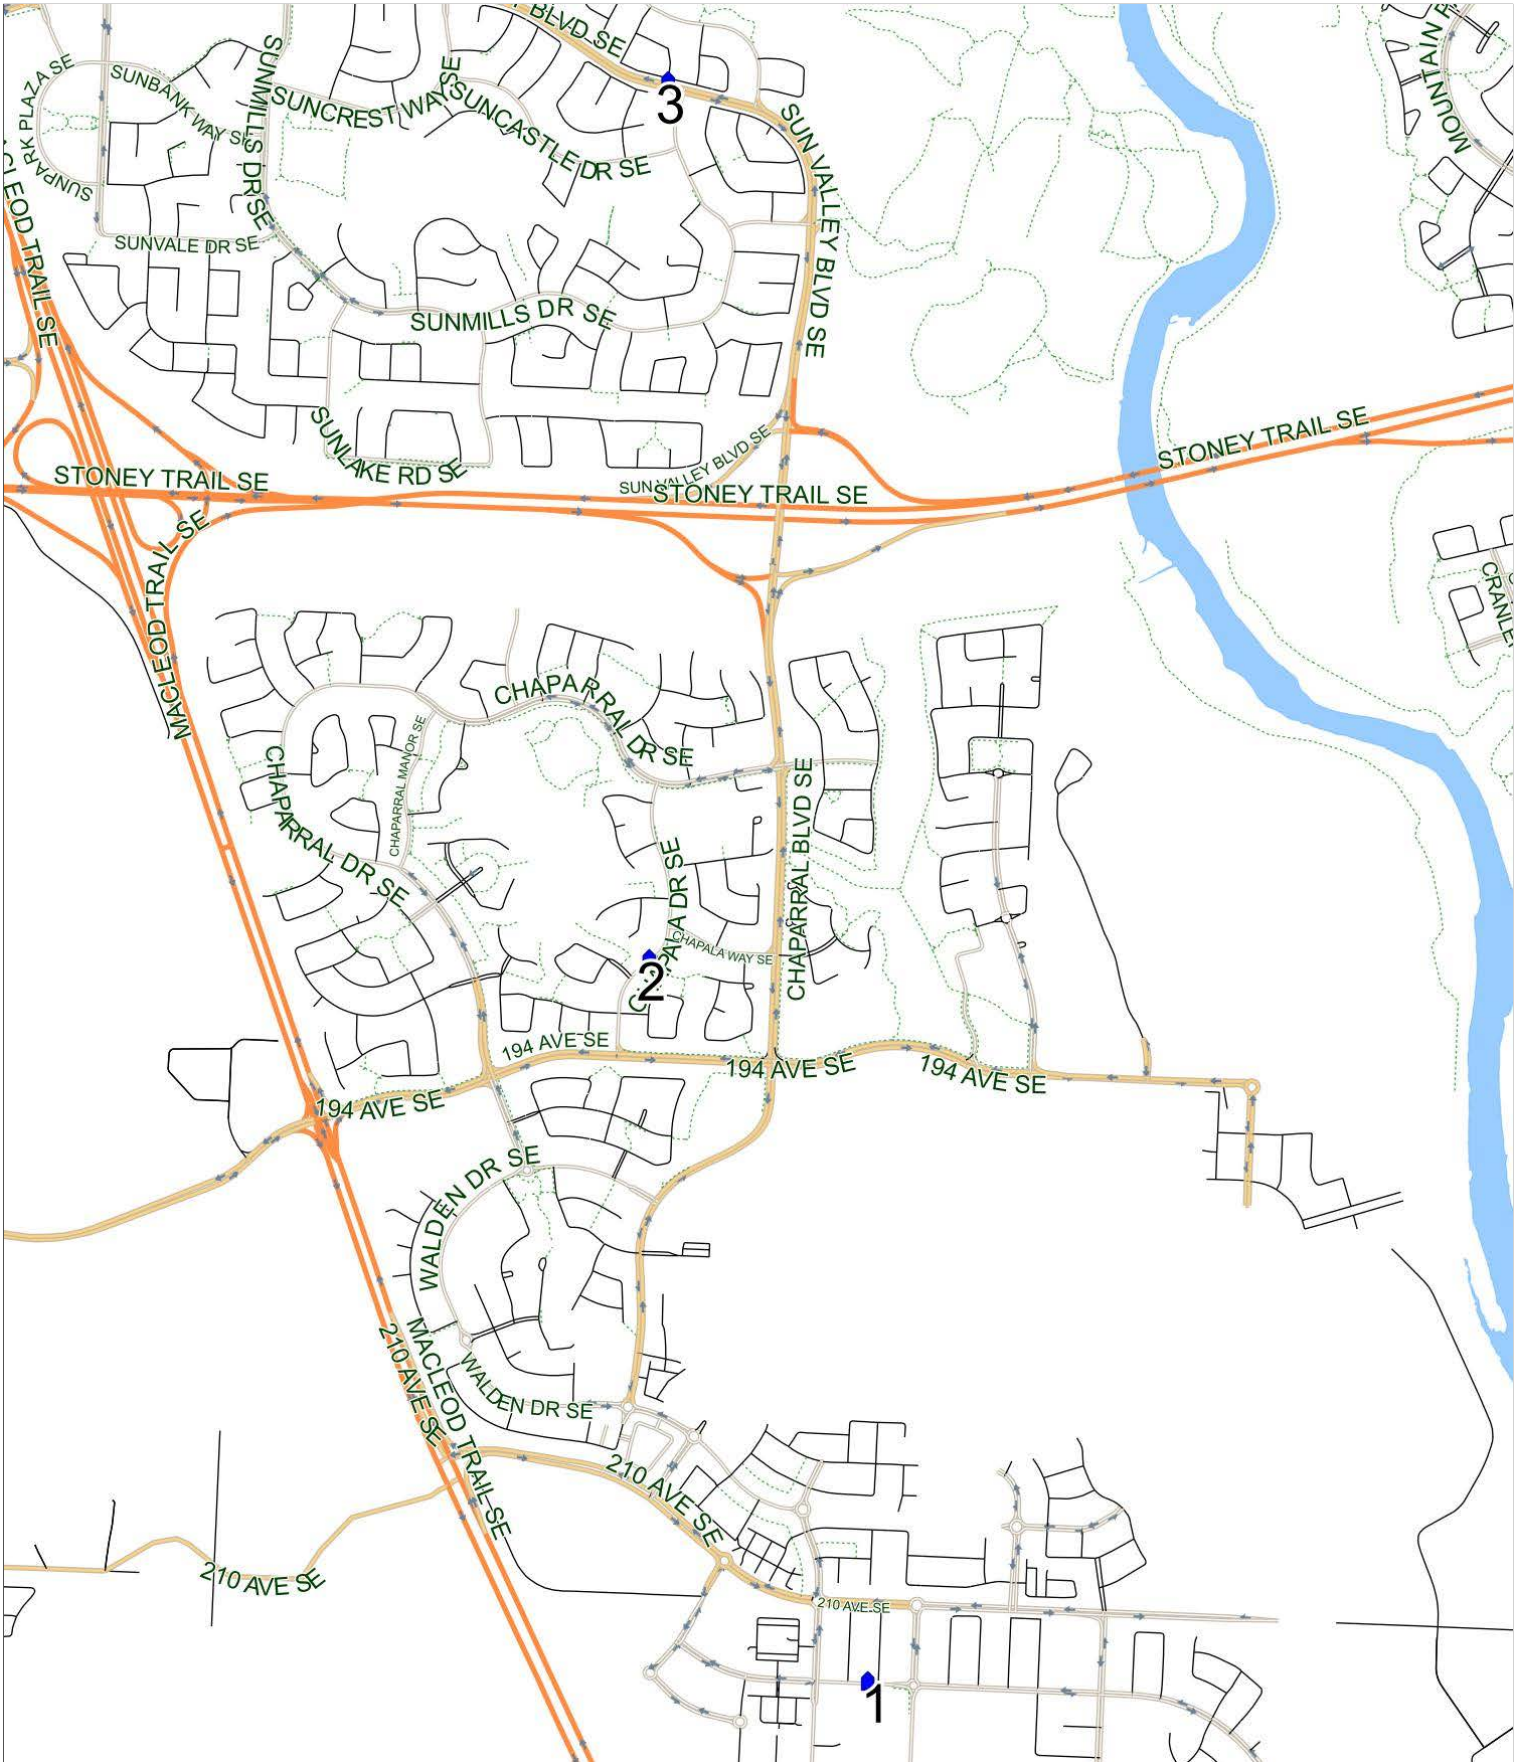 BLVD SE
3
SUNPARK PLAZA SE
SUNBANK WAY SE
SUNMILLS DR SE
SUNCREST WAY SE
SUNCASTLE DR SE
SUN VALLEY BLVD SE
MOUNTAIN
SUNVALE DR SE
SUNMILLS DR SE
MACLEOD TRAIL SE
SUNLAKE RD SE
SUN VALLEY BLVD SE
STONEY TRAIL SE
STONEY TRAIL SE
STONEY TRAIL SE
MACLEOD TRAIL SE
CHAPARRAL DR SE
CHAPARRAL MANOR SE
CHAPARRAL DR SE
CHAPARRAL BLVD SE
CHAPALA DR SE
CHAPALA WAY SE
2
194 AVE SE
194 AVE SE
194 AVE SE
194 AVE SE
WALDEN DR SE
MACLEOD TRAIL SE
210 AVE SE
WALDEN DR SE
210 AVE SE
210 AVE SE
210 AVE SE
1